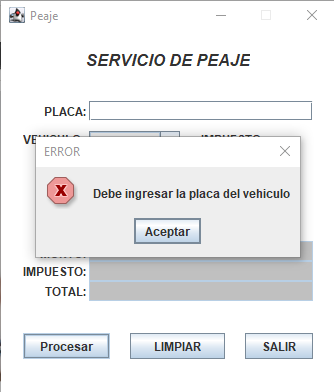 Peaje
SERVICIO DE PEAJE
PLACA:
ERROR
Debe ingresar la placa del vehiculo
Aceptar
IMPUESTO:
TOTAL:
Procesar LIMPIAR SALIR